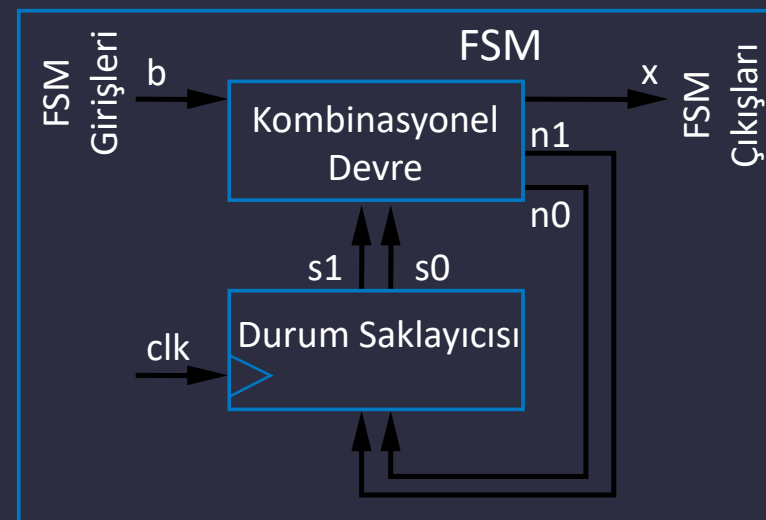 FSM
Girişleri
b
FSM
x
FSM
Çıkışları
Kombinasyonel
Devre
n1
n0
s1
s0
Durum Saklayıcısı
clk